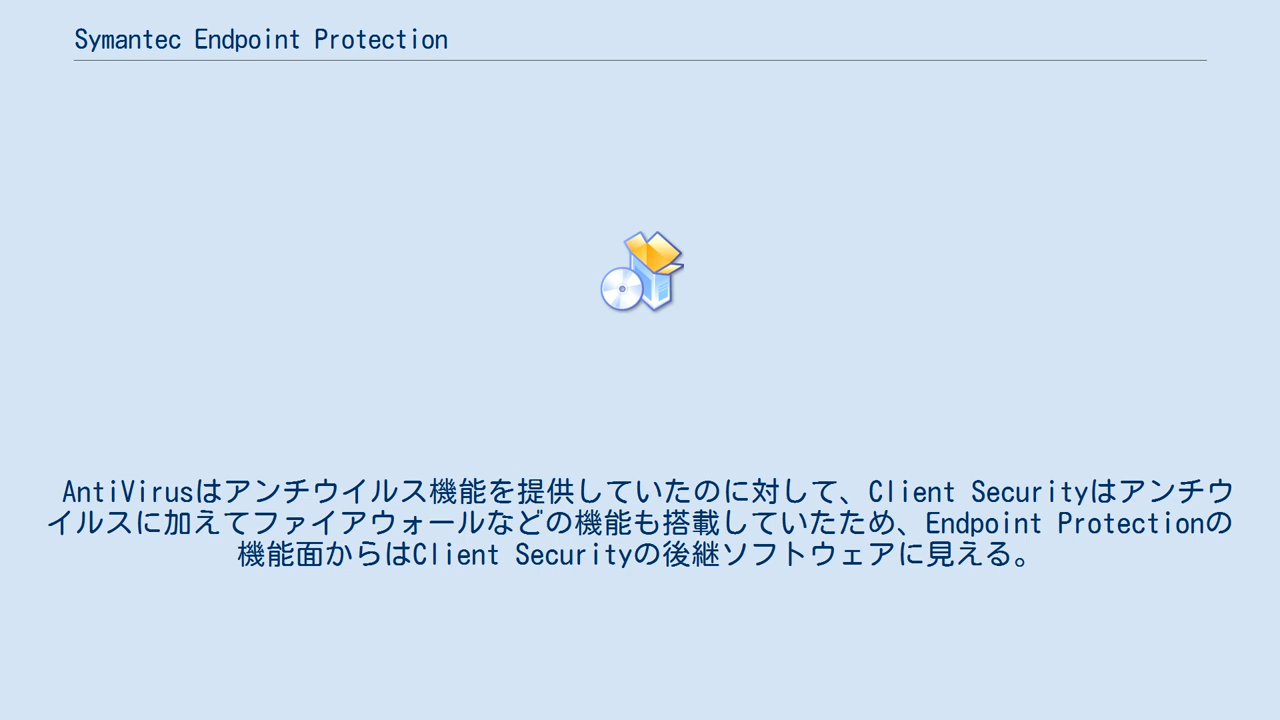 Symantec Endpoint Protection
AntiVirusはアンチウイルス機能を提供していたのに対して、Client Securityはアンチウ
イルスに加えてファイアウォールなどの機能も搭載していたため、Endpoint Protectionの
機能面からはClient Securityの後継ソフトウェアに見える。